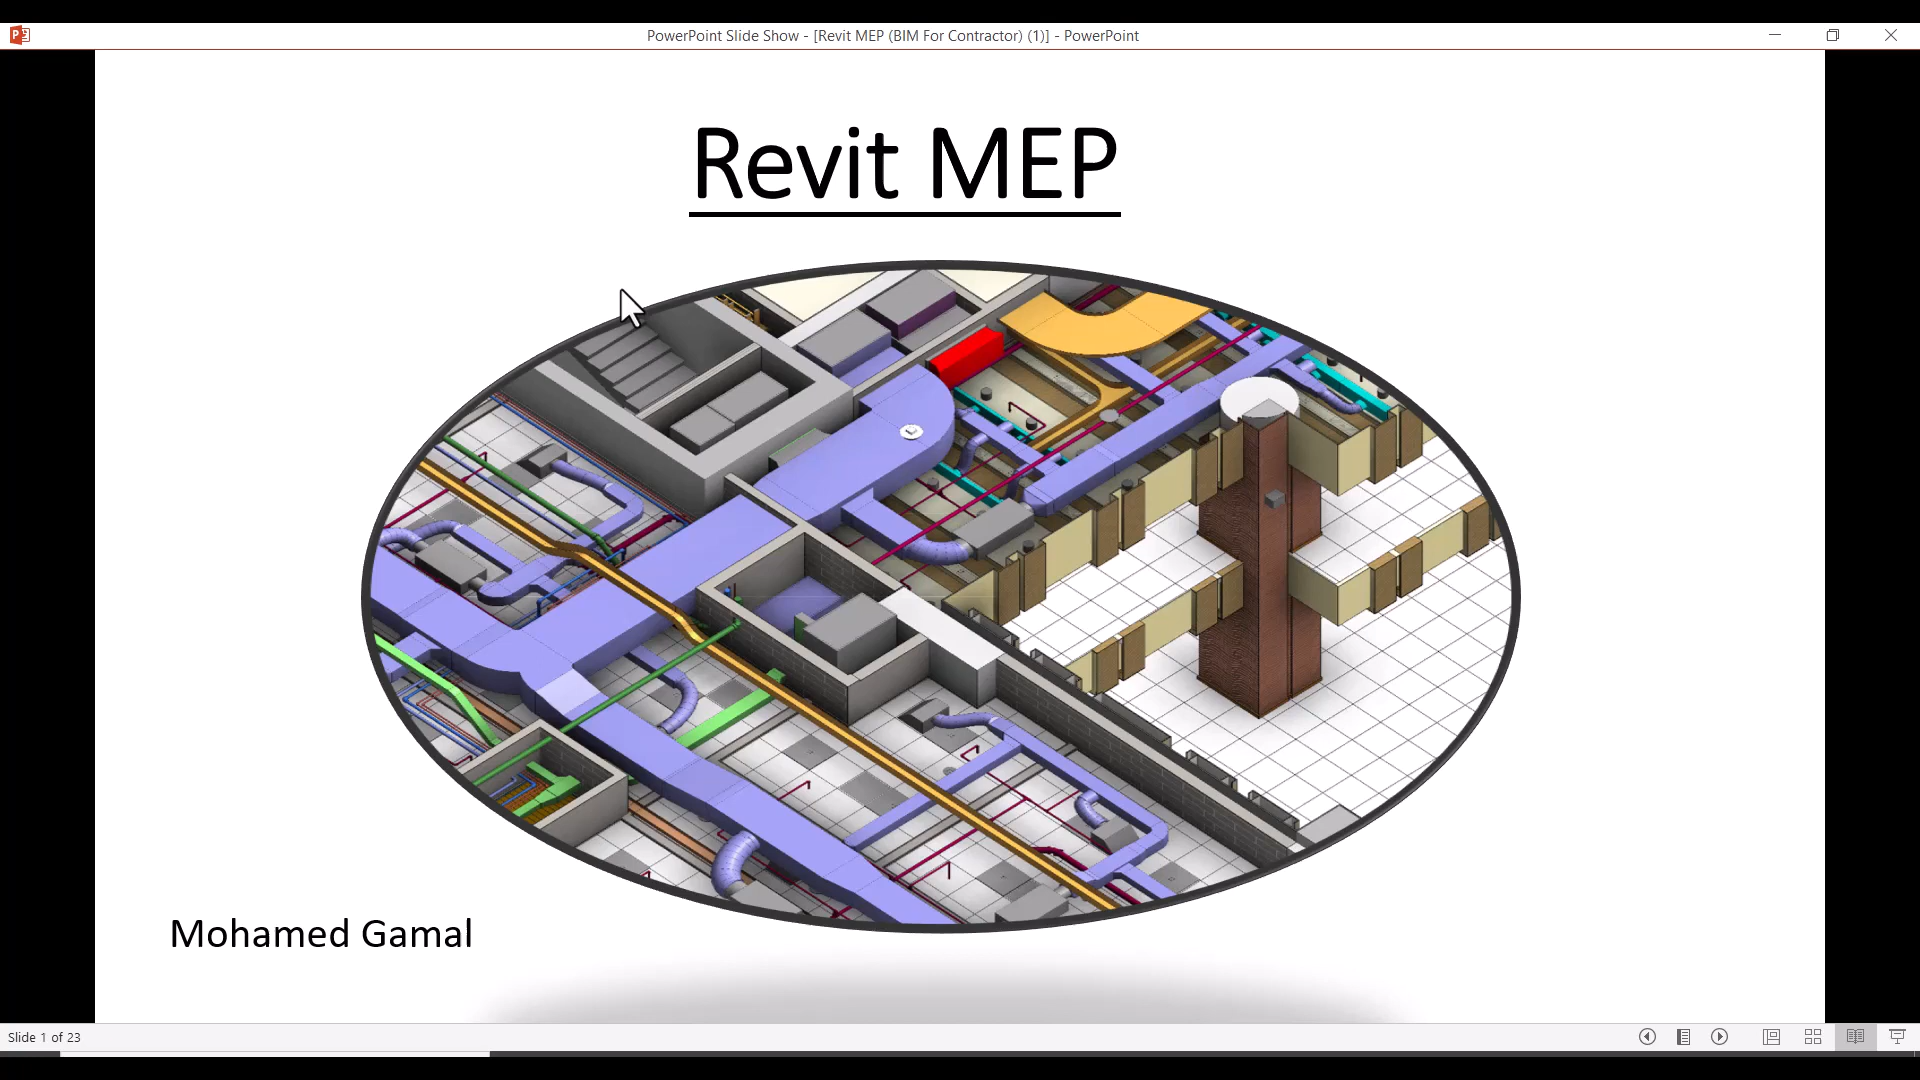 PowerPoint Slide Show - [Revit MEP (BIM For Contractor) (1)] - PowerPoint
Revit MEP
Mohamed Gamal
Slide 1 of 23